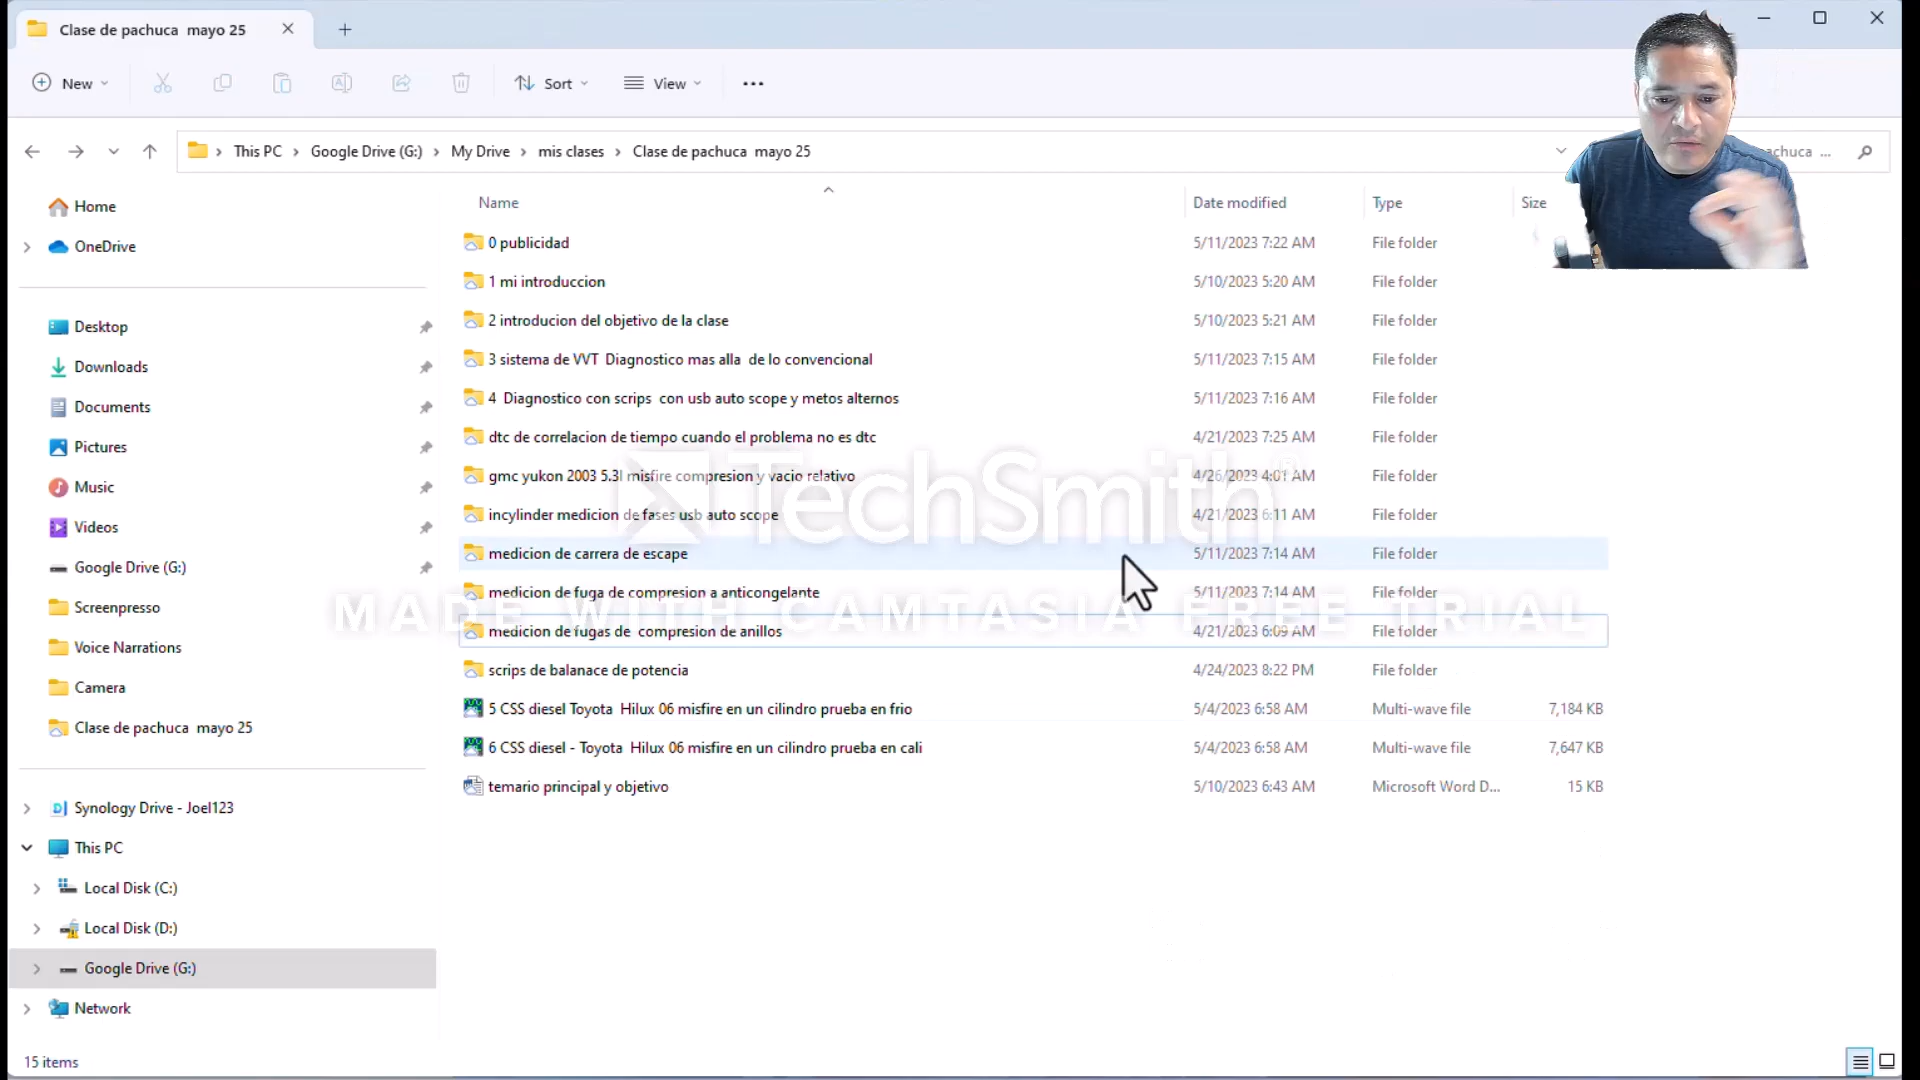 Clase de pachuca mayo 25
New
Sort
View
This PC > Google Drive (G:) > My Drive > mis clases > Clase de pachuca mayo 25
achuca ...
Home
OneDrive
Desktop
Downloads
Documents
Pictures
Music
Videos
Google Drive (G:)
Screenpresso
Voice Narrations
Camera
Clase de pachuca mayo 25
Synology Drive - Joel123
This PC
Local Disk (C:)
Local Disk (D:)
Google Drive (G:)
Network
Name Date modified Type Size
0 publicidad 5/11/2023 7:22 AM File folder
1 mi introduccion 5/10/2023 5:20 AM File folder
2 introducion del objetivo de la clase 5/10/2023 5:21 AM File folder
3 sistema de VVT Diagnostico mas alla de lo convencional 5/11/2023 7:15 AM File folder
4 Diagnostico con scrips con usb auto scope y metos alternos 5/11/2023 7:16 AM File folder
dtc de correlacion de tiempo cuando el problema no es dtc 4/21/2023 7:25 AM File folder
gmc yukon 2003 5.3l misfire compresion y vacio relativo 4/26/2023 4:01 AM File folder
incylinder medicion de fases usb auto scope 4/21/2023 6:11 AM File folder
medicion de carrera de escape 5/11/2023 7:14 AM File folder
medicion de fuga de compresion a anticongelante 5/11/2023 7:14 AM File folder
medicion de fugas de compresion de anillos 4/21/2023 6:09 AM File folder
scrips de balanace de potencia 4/24/2023 8:22 PM File folder
5 CSS diesel Toyota Hilux 06 misfire en un cilindro prueba en frio 5/4/2023 6:58 AM Multi-wave file 7,184 KB
6 CSS diesel - Toyota Hilux 06 misfire en un cilindro prueba en cali 5/4/2023 6:58 AM Multi-wave file 7,647 KB
temario principal y objetivo 5/10/2023 6:43 AM Microsoft Word D... 15 KB
TechSmith
MADE WITH CAMTASIA FREE TRIAL
15 items